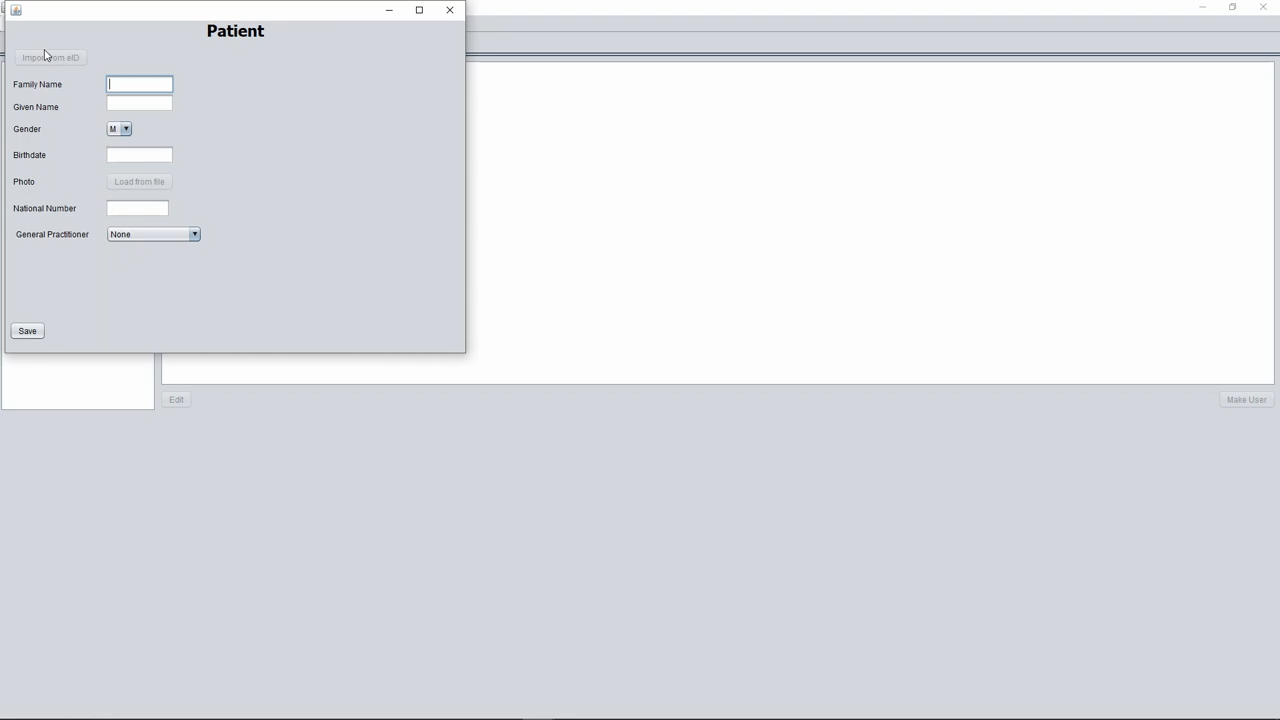 Patient
Import from eID
Family Name
Given Name
Gender M
Birthdate
Photo Load from file
National Number
General Practitioner None
Save
Edit Make User